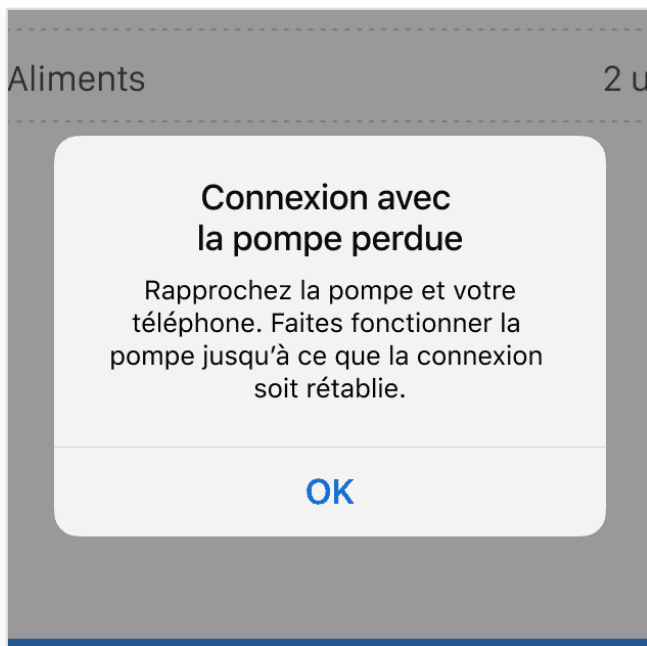 Aliments 2 u
Connexion avec
la pompe perdue
Rapprochez la pompe et votre
téléphone. Faites fonctionner la
pompe jusqu'à ce que la connexion
soit rétablie.
OK